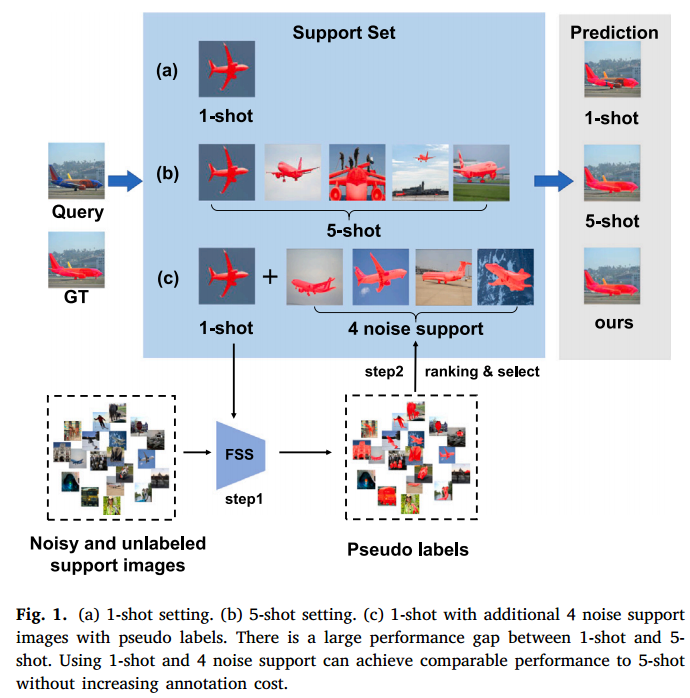 Support Set
Prediction
(a)
1-shot
1-shot
(b)
Query
5-shot
5-shot
GT
(c)
+
1-shot
4 noise support
ours
step2 ranking & select
FSS
step1
Noisy and unlabeled
support images
Pseudo labels
Fig. 1. (a) 1-shot setting. (b) 5-shot setting. (c) 1-shot with additional 4 noise support
images with pseudo labels. There is a large performance gap between 1-shot and 5-
shot. Using 1-shot and 4 noise support can achieve comparable performance to 5-shot
without increasing annotation cost.